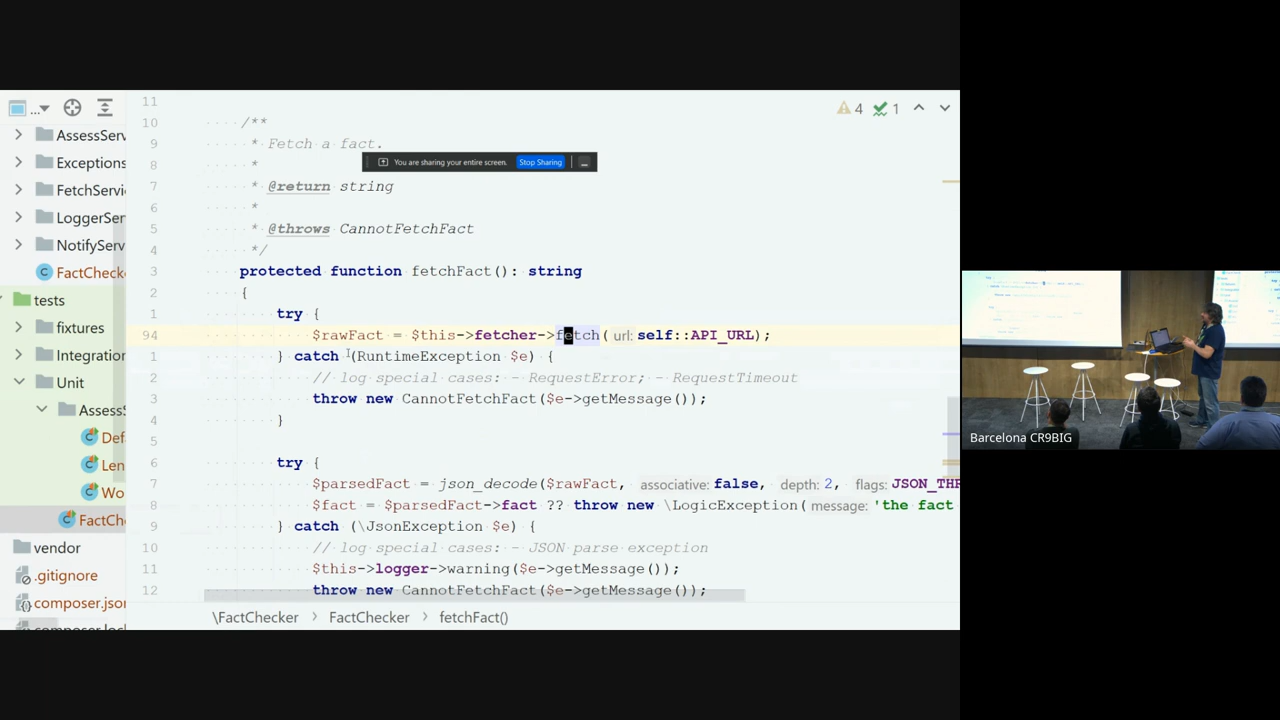 ...
AssessServ
Exceptions
FetchServi
LoggerSer
NotifyServ
FactChecke
tests
fixtures
Integration
Unit
AssessS
Def
Len
Wo
FactChe
vendor
.gitignore
composer.json
composer.lock
4 1
11
10 /**
9 * Fetch a fact.
8 *
You are sharing your entire screen. Stop Sharing
7 * @return string
6 *
5 * @throws CannotFetchFact
4 */
3 protected function fetchFact(): string
2 {
1 try {
94 $rawFact = $this->fetcher->fetch( url: self::API_URL);
1 } catch (RuntimeException $e) {
2 // log special cases: - RequestError; - RequestTimeout
3 throw new CannotFetchFact($e->getMessage());
4 }
5
6 try {
7 $parsedFact = json_decode($rawFact, associative: false, depth: 2, flags: JSON_THR
8 $fact = $parsedFact->fact ?? throw new \LogicException( message: 'the fact
9 } catch (\JsonException $e) {
10 // log special cases: - JSON parse exception
11 $this->logger->warning($e->getMessage());
12 throw new CannotFetchFact($e->getMessage());
\FactChecker > FactChecker > fetchFact()
Barcelona CR9BIG